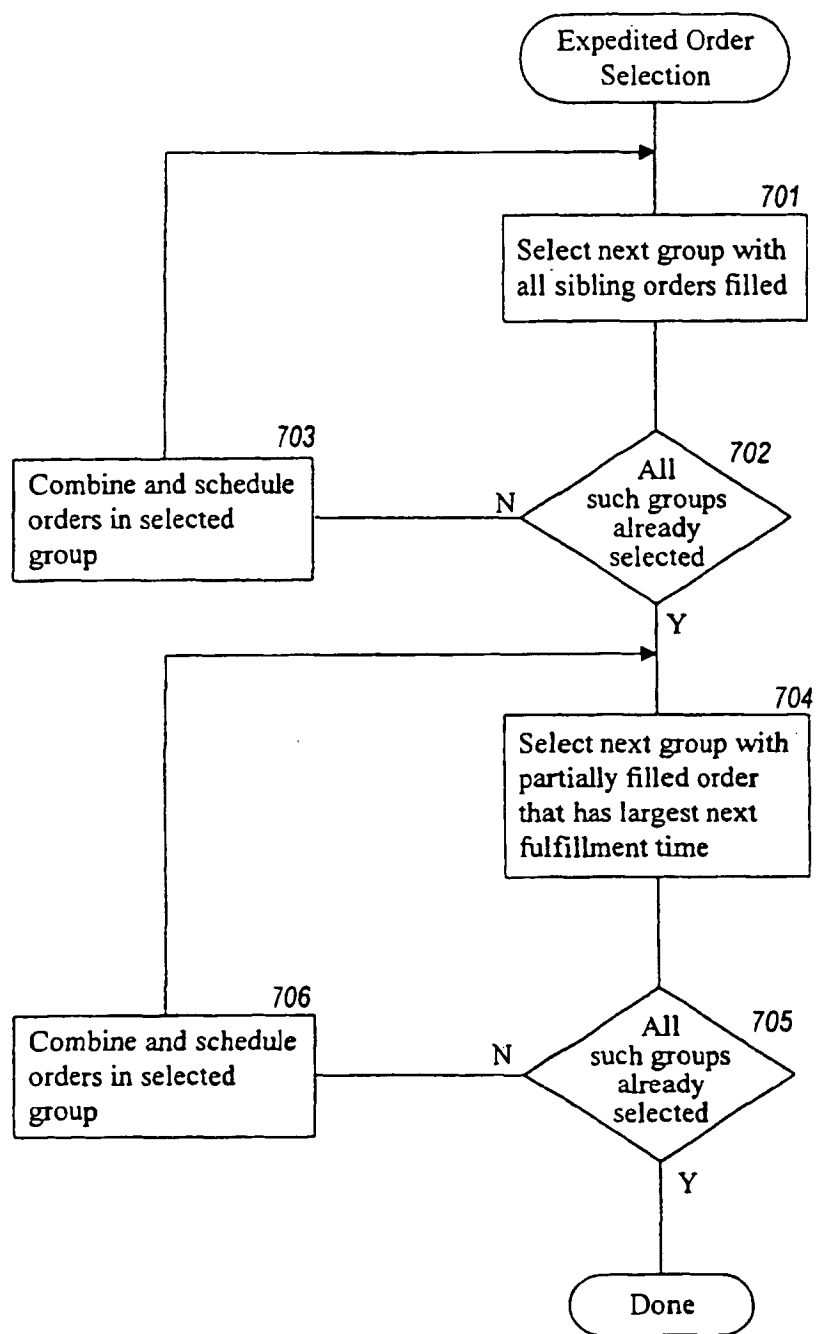 Expedited Order
Selection
701
Select next group with
all sibling orders filled
703
Combine and schedule
orders in selected
group
702
All
such groups
already
selected
N
Y
704
Select next group with
partially filled order
that has largest next
fulfillment time
706
Combine and schedule
orders in selected
group
705
All
such groups
already
selected
N
Y
Done